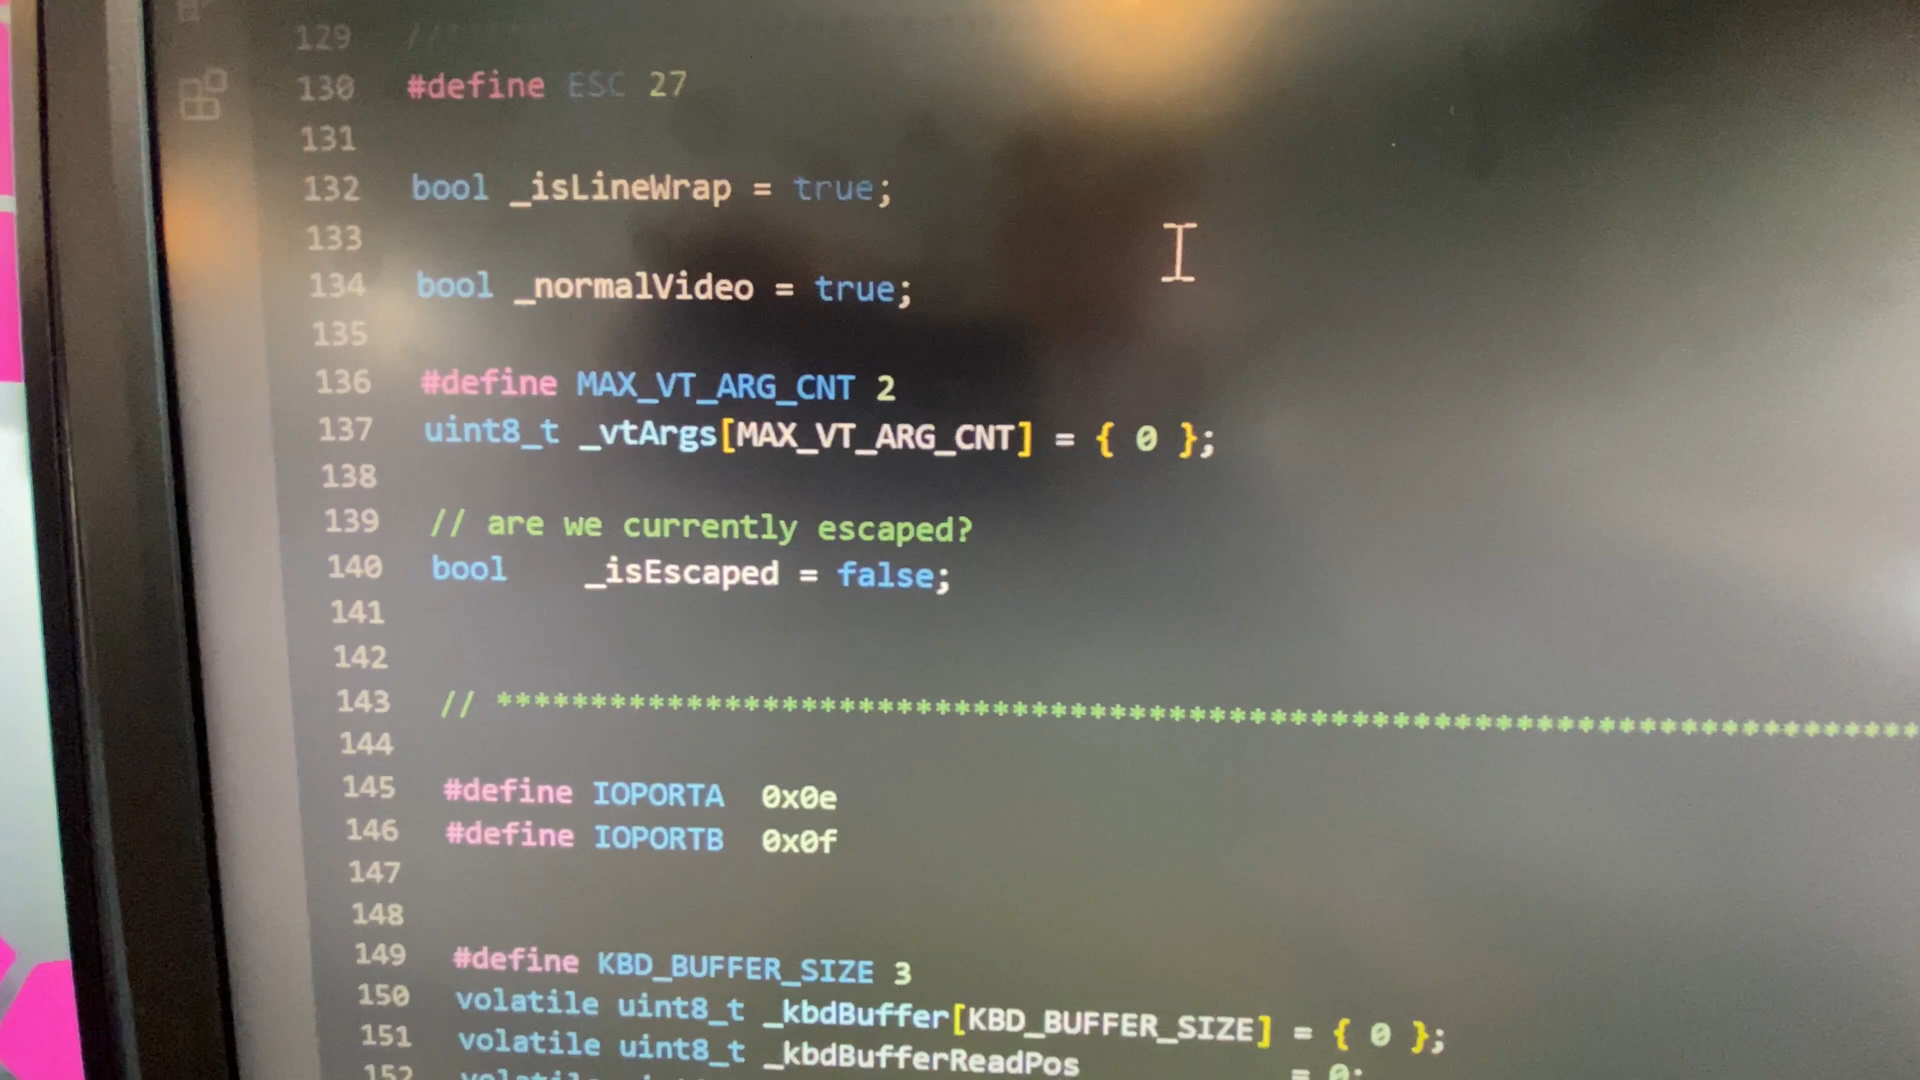 129 //
130 #define ESC 27
131
132 bool _isLineWrap = true;
133
134 bool _normalVideo = true;
135
136 #define MAX_VT_ARG_CNT 2
137 uint8_t _vtArgs[MAX_VT_ARG_CNT] = { 0 };
138
139 // are we currently escaped?
140 bool    _isEscaped = false;
141
142
143 // **************************************************************************
144
145 #define IOPORTA  0x0e
146 #define IOPORTB  0x0f
147
148
149 #define KBD_BUFFER_SIZE 3
150 volatile uint8_t _kbdBuffer[KBD_BUFFER_SIZE] = { 0 };
151 volatile uint8_t _kbdBufferReadPos           = 0;
152